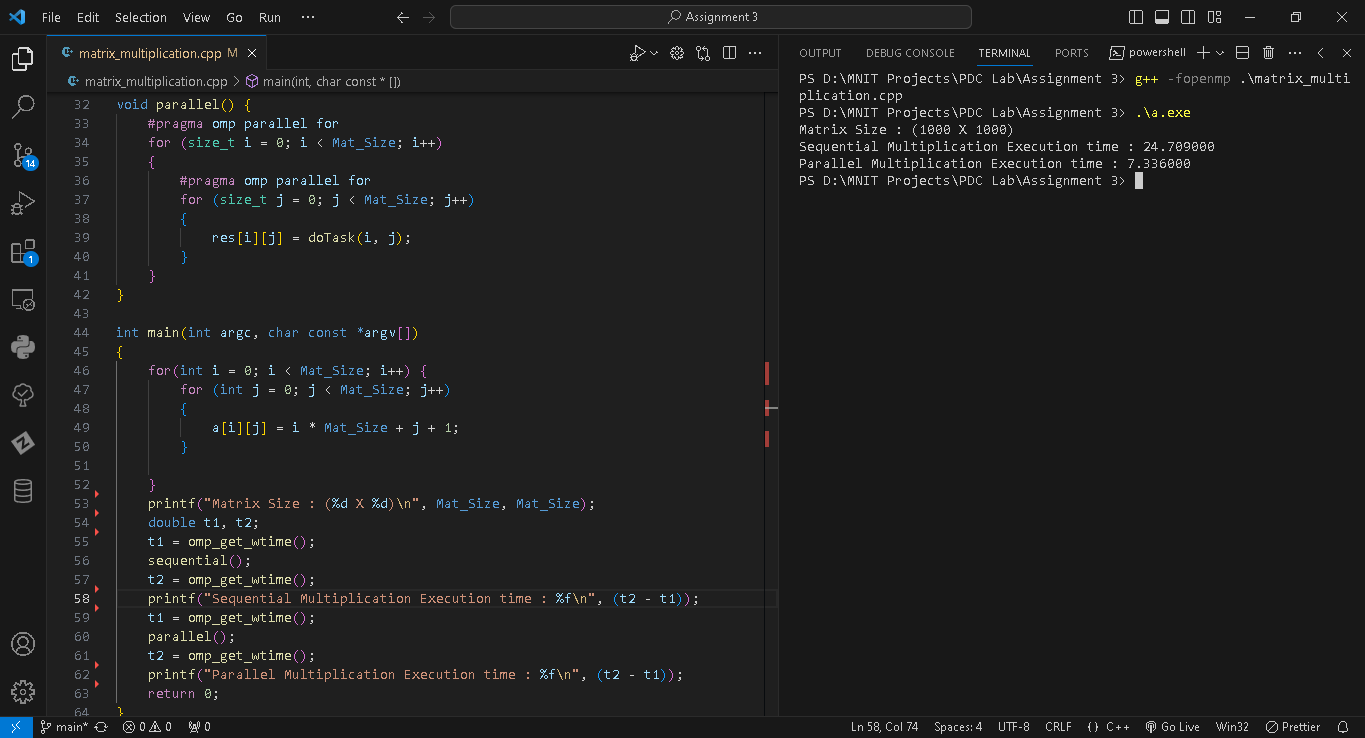 File Edit Selection View Go Run ··· Assignment 3
matrix_multiplication.cpp M
matrix_multiplication.cpp > main(int, char const * [])
32 void parallel() {
33 #pragma omp parallel for
34 for (size_t i = 0; i < Mat_Size; i++)
35 {
36 #pragma omp parallel for
37 for (size_t j = 0; j < Mat_Size; j++)
38 {
39 res[i][j] = doTask(i, j);
40 }
41 }
42 }
43
44 int main(int argc, char const *argv[])
45 {
46 for(int i = 0; i < Mat_Size; i++) {
47 for (int j = 0; j < Mat_Size; j++)
48 {
49 a[i][j] = i * Mat_Size + j + 1;
50 }
51
52 }
53 printf("Matrix Size : (%d X %d)\n", Mat_Size, Mat_Size);
54 double t1, t2;
55 t1 = omp_get_wtime();
56 sequential();
57 t2 = omp_get_wtime();
58 printf("Sequential Multiplication Execution time : %f\n", (t2 - t1));
59 t1 = omp_get_wtime();
60 parallel();
61 t2 = omp_get_wtime();
62 printf("Parallel Multiplication Execution time : %f\n", (t2 - t1));
63 return 0;
64 }
14
1
OUTPUT DEBUG CONSOLE TERMINAL PORTS powershell
PS D:\MNIT Projects\PDC Lab\Assignment 3> g++ -fopenmp .\matrix_multi
plication.cpp
PS D:\MNIT Projects\PDC Lab\Assignment 3> .\a.exe
Matrix Size : (1000 X 1000)
Sequential Multiplication Execution time : 24.709000
Parallel Multiplication Execution time : 7.336000
PS D:\MNIT Projects\PDC Lab\Assignment 3>
main* 0 0 0 Ln 58, Col 74 Spaces: 4 UTF-8 CRLF {} C++ Go Live Win32 Prettier